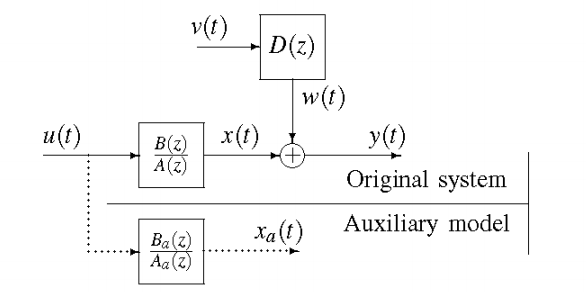 v(t)
D(z)
w(t)
u(t)
B(z)
A(z)
x(t)
+
y(t)
Original system
Auxiliary model
Bₐ(z)
Aₐ(z)
xₐ(t)